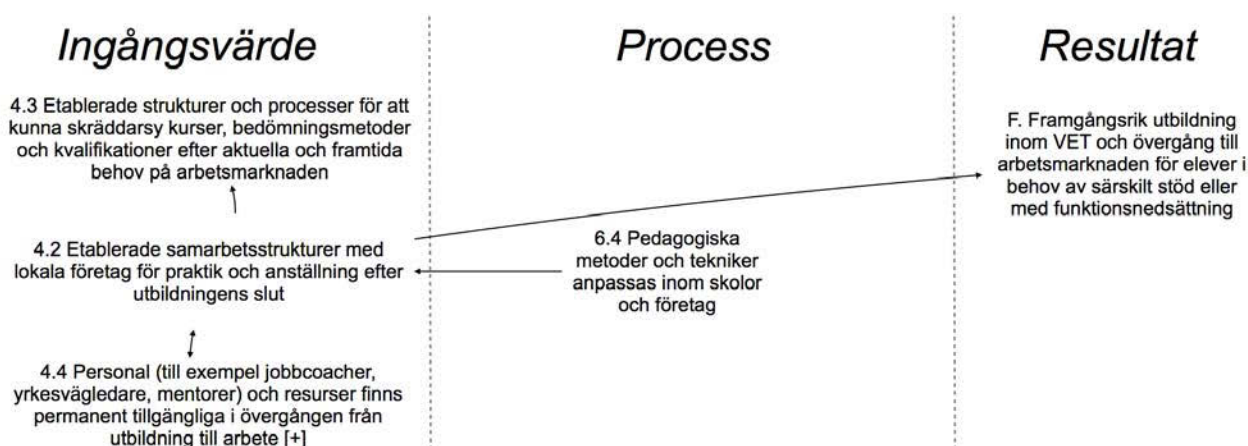 Ingångsvärde
Process
Resultat
4.3 Etablerade strukturer och processer för att
kunna skräddarsy kurser, bedömningsmetoder
och kvalifikationer efter aktuella och framtida
behov på arbetsmarknaden
F. Framgångsrik utbildning
inom VET och övergång till
arbetsmarknaden för elever i
behov av särskilt stöd eller
med funktionsnedsättning
4.2 Etablerade samarbetsstrukturer med
lokala företag för praktik och anställning efter
utbildningens slut
6.4 Pedagogiska
metoder och tekniker
anpassas inom skolor
och företag
4.4 Personal (till exempel jobbcoacher,
yrkesvägledare, mentorer) och resurser finns
permanent tillgängliga i övergången från
utbildning till arbete [+]